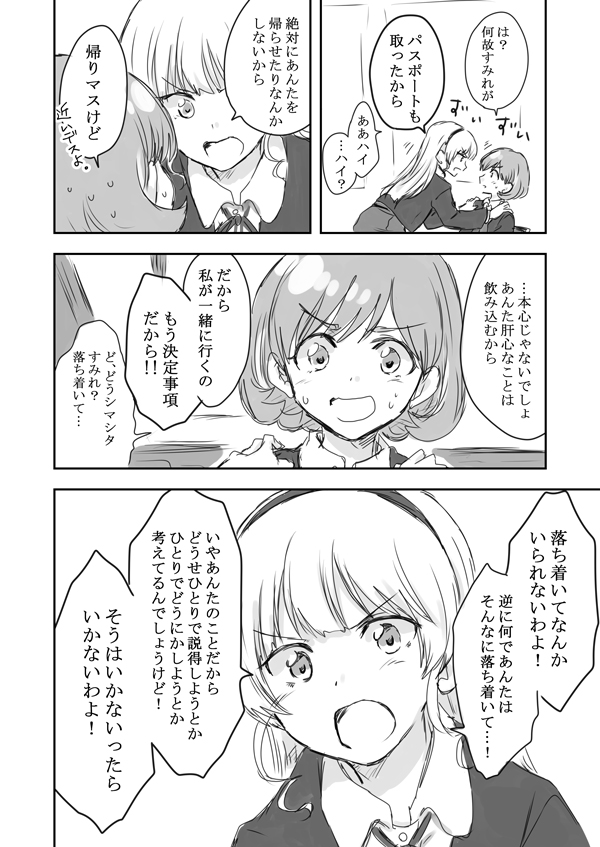 は?
何故すみれが
ずいっ
パスポートも
取ったから
ああハイ
…ハイ?
絶対にあんたを
帰らせたりなんか
しないから
帰りマスけど
近いデスよ。
…本心じゃないでしょ
あんた肝心なことは
飲み込むから
だから
私が一緒に行くの
もう決定事項
だから!!
ど、どうシマシタ
すみれ?
落ち着いて…
落ち着いてなんか
いられないわよ!
逆に何であんたは
そんなに落ち着いて…!
いやあんたのことだから
どうせひとりで説得しようとか
ひとりでどうにかしようとか
考えてるんでしょうけど!
そうはいかないったら
いかないわよ!